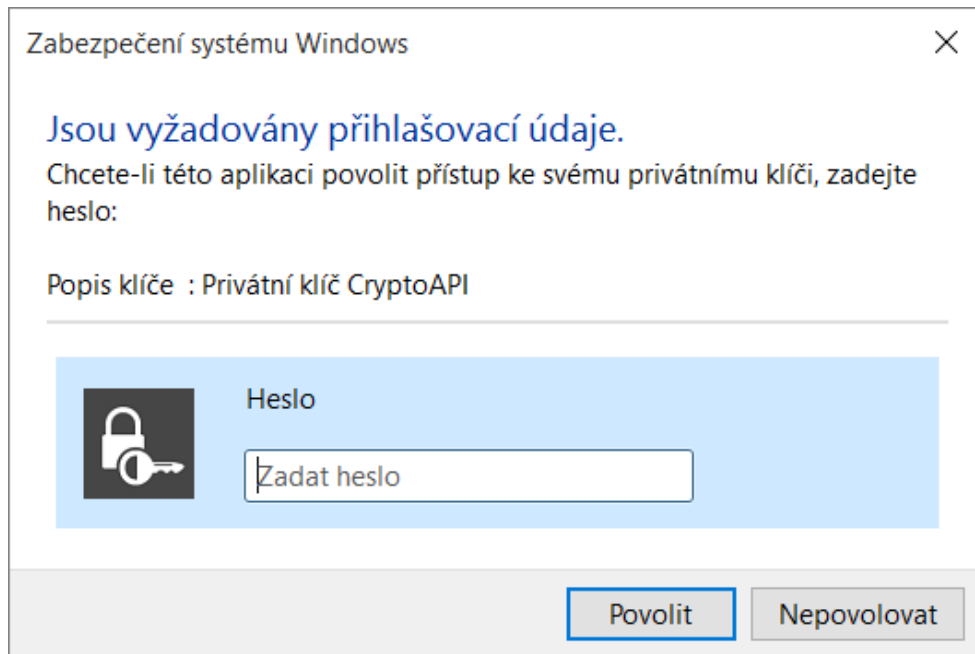 Zabezpečení systému Windows
Jsou vyžadovány přihlašovací údaje.
Chcete-li této aplikaci povolit přístup ke svému privátnímu klíči, zadejte
heslo:
Popis klíče : Privátní klíč CryptoAPI
Heslo
Zadat heslo
Povolit
Nepovolovat